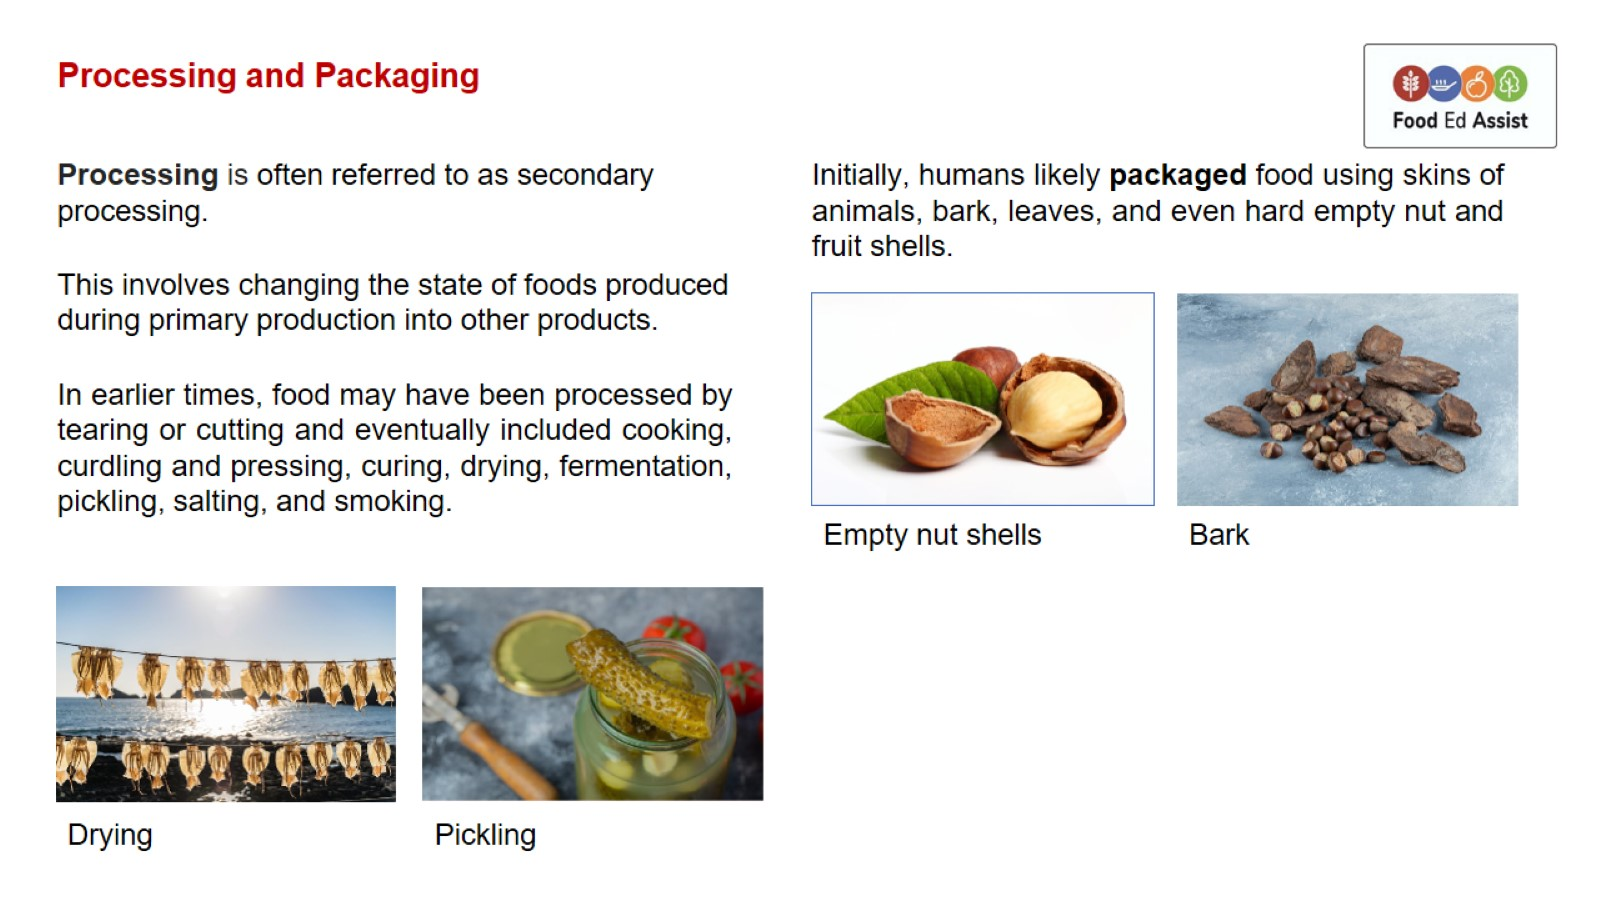 Processing and Packaging
Food Ed Assist
Processing is often referred to as secondary
processing.
This involves changing the state of foods produced
during primary production into other products.
In earlier times, food may have been processed by
tearing or cutting and eventually included cooking,
curdling and pressing, curing, drying, fermentation,
pickling, salting, and smoking.
Drying
Pickling
Initially, humans likely packaged food using skins of
animals, bark, leaves, and even hard empty nut and
fruit shells.
Empty nut shells
Bark